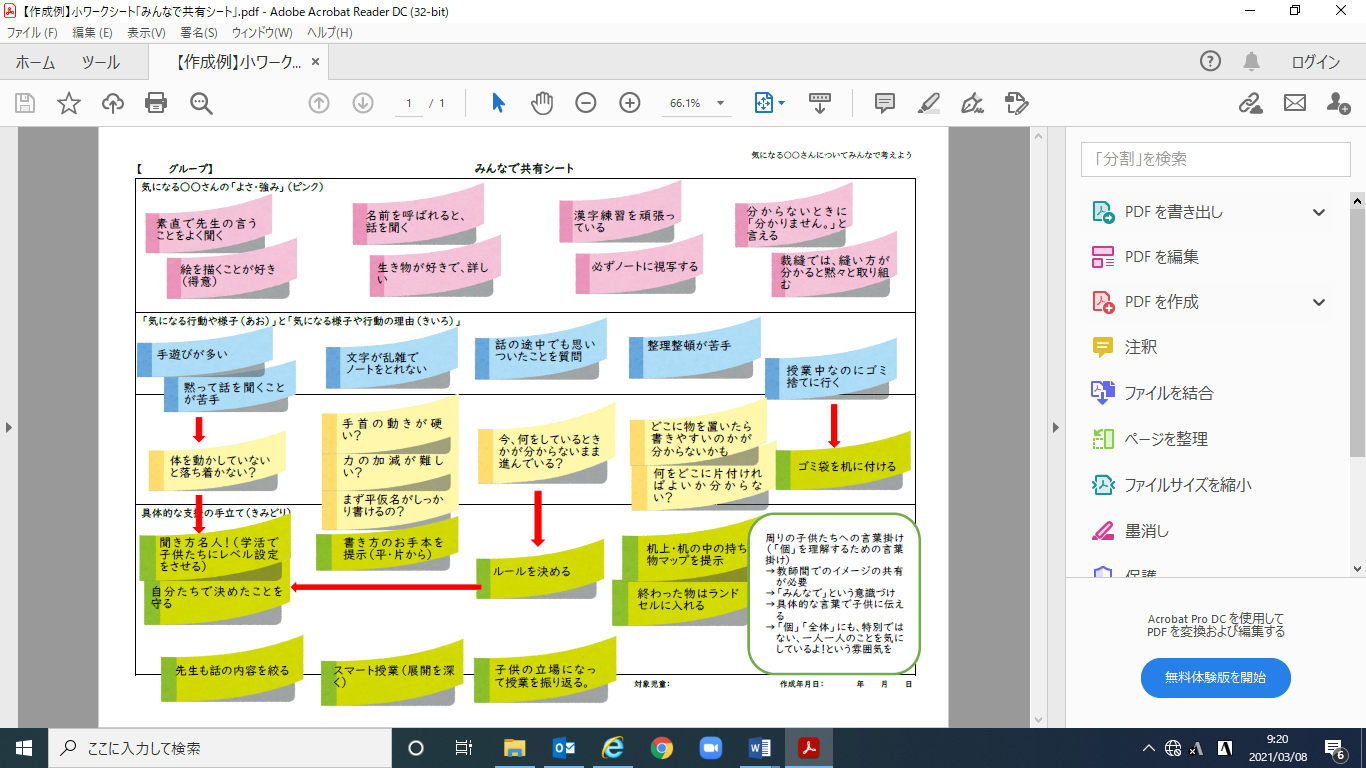 【作成例】小ワークシート「みんなで共有シート」.pdf - Adobe Acrobat Reader DC (32-bit)
ファイル(F) 編集(E) 表示(V) 署名(S) ウィンドウ(W) ヘルプ(H)
ホーム ツール 【作成例】小ワーク... × ログイン
1 / 1 66.1%
気になる〇〇さんについてみんなで考えよう
【 グループ】 みんなで共有シート
気になる〇〇さんの「よさ・強み」(ピンク)
素直で先生の言う
ことをよく聞く
名前を呼ばれると、
話を聞く
漢字練習を頑張っ
ている
分からないときに
「分かりません。」と
言える
絵を描くことが好き
(得意)
生き物が好きで、詳し
い
必ずノートに視写する
裁縫では、縫い方が
分かると黙々と取り組
む
「気になる行動や様子(あお)」と「気になる様子や行動の理由(きいろ)」
手遊びが多い
黙って話を聞くこと
が苦手
文字が乱雑で
ノートをとれない
話の途中でも思い
ついたことを質問
整理整頓が苦手
授業中なのにゴミ
捨てに行く
体を動かしていない
と落ち着かない?
手首の動きが硬
い?
力の加減が難し
い?
まず平仮名がしっか
り書けるの?
今、何をしているとき
かが分からないまま
進んでいる?
どこに物を置いたら
書きやすいのかが
分からないかも
何をどこに片付けれ
ばよいか分からな
い?
ゴミ袋を机に付ける
具体的な支援の手立て(きみどり)
聞き方名人!(学活で
子供たちにレベル設定
をさせる)
自分たちで決めたことを
守る
書き方のお手本を
提示(平・片から)
ルールを決める
机上・机の中の持ち
物マップを提示
終わった物はランド
セルに入れる
周りの子供たちへの言葉掛け
(「個」を理解するための言葉
掛け)
→教師間でのイメージの共有
が必要
→「みんなで」という意識づけ
→具体的な言葉で子供に伝え
る
→「個」「全体」にも、特別では
ない、一人一人のことを気に
しているよ!という雰囲気を
先生も話の内容を絞る
スマート授業(展開を深
く)
子供の立場になっ
て授業を振り返る。
対象児童: 作成年月日: 年 月 日
「分割」を検索
PDF を書き出し
PDF を編集
PDF を作成
注釈
ファイルを結合
ページを整理
ファイルサイズを縮小
墨消し
保護
Acrobat Pro DC を使用して
PDF を変換および編集する
無料体験版を開始
ここに入力して検索
9:20
2021/03/08
6